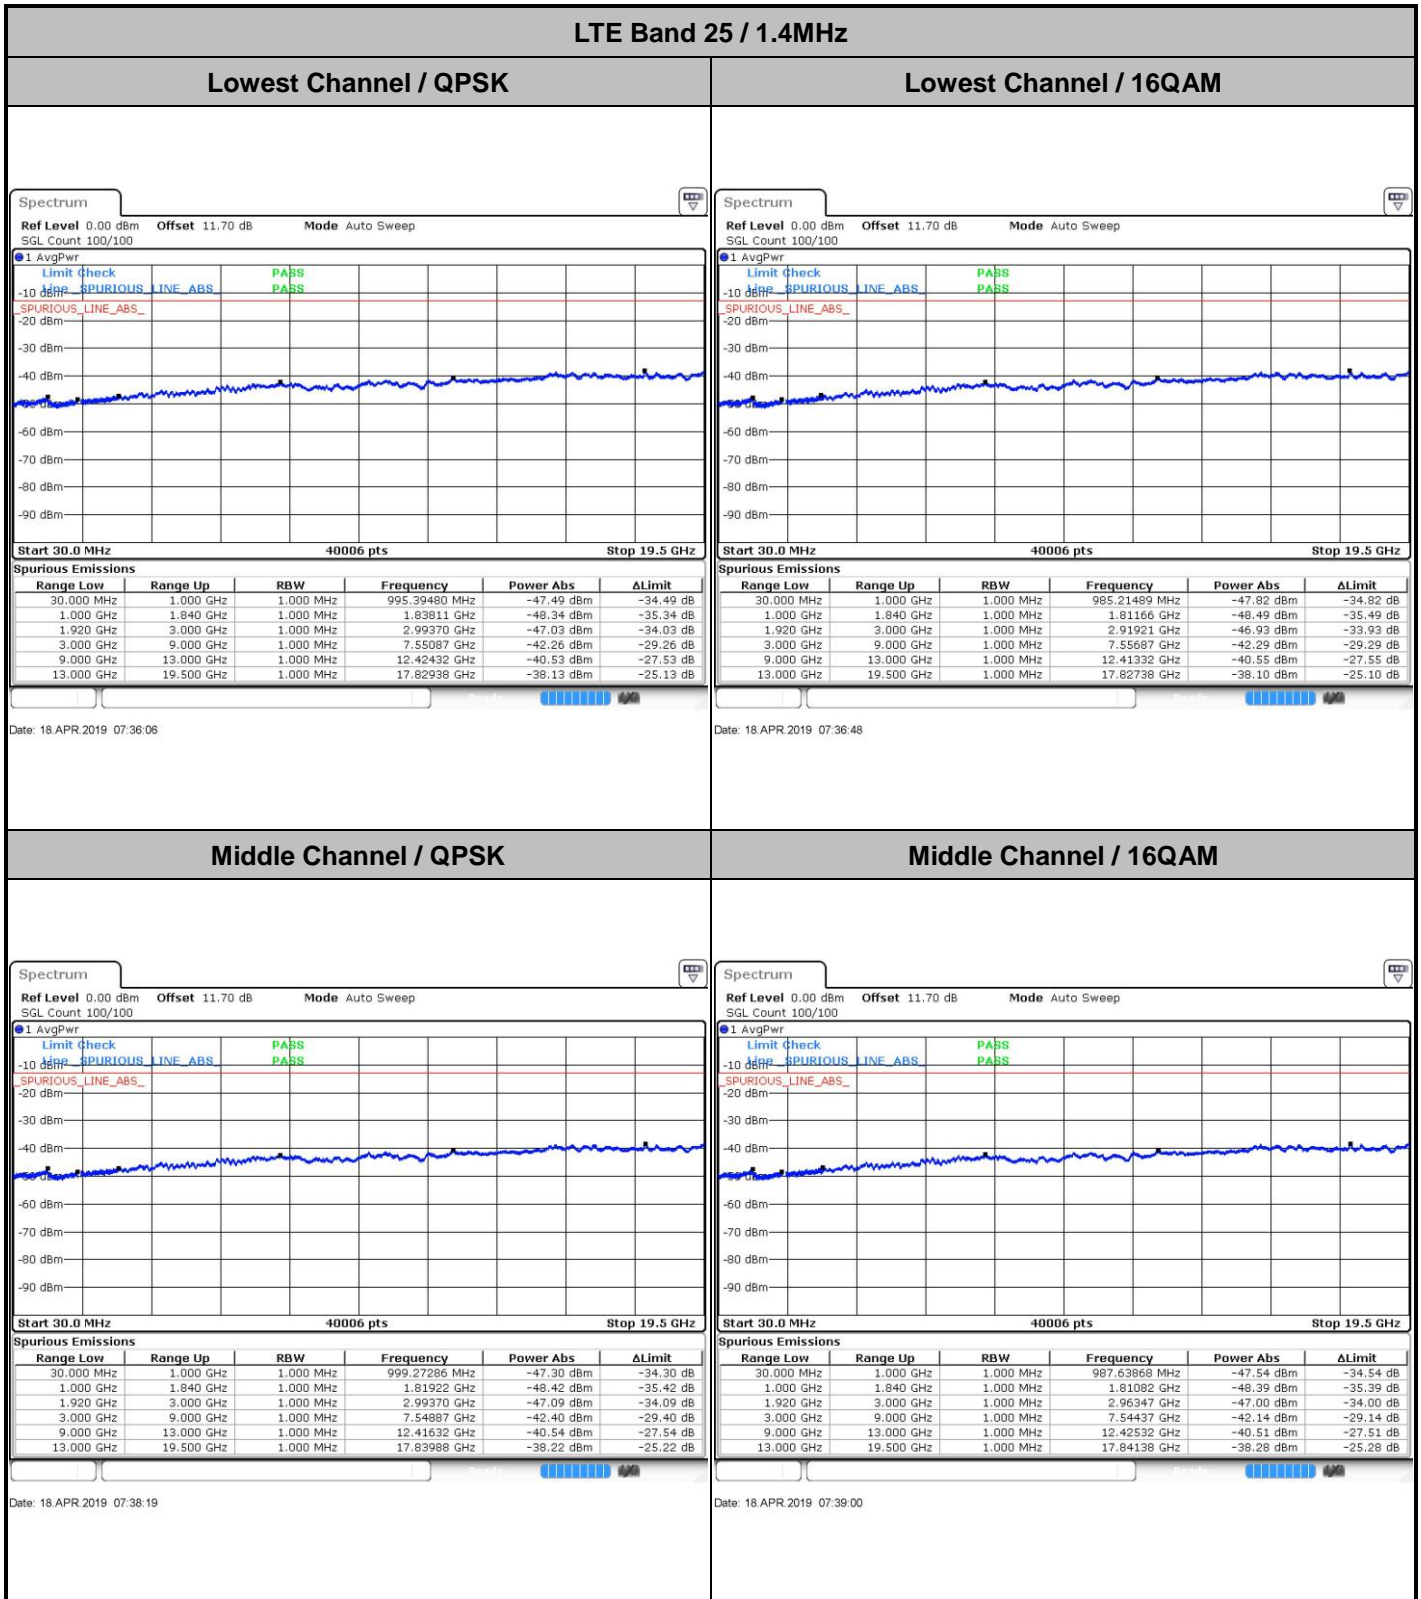 LTE Band 25 / 1.4MHz
Lowest Channel / QPSK
Lowest Channel / 16QAM
Spectrum
Ref Level 0.00 dBm Offset 11.70 dB Mode Auto Sweep
SGL Count 100/100
1 AvgPwr
Limit Check PASS
Line _SPURIOUS_LINE_ABS_ PASS
-10 dBm
_SPURIOUS_LINE_ABS_
-20 dBm
-30 dBm
-40 dBm
-50 dBm
-60 dBm
-70 dBm
-80 dBm
-90 dBm
Start 30.0 MHz 40006 pts Stop 19.5 GHz
Spurious Emissions
Range Low Range Up RBW Frequency Power Abs ΔLimit
30.000 MHz 1.000 GHz 1.000 MHz 995.39480 MHz -47.49 dBm -34.49 dB
1.000 GHz 1.840 GHz 1.000 MHz 1.83811 GHz -48.34 dBm -35.34 dB
1.920 GHz 3.000 GHz 1.000 MHz 2.99370 GHz -47.03 dBm -34.03 dB
3.000 GHz 9.000 GHz 1.000 MHz 7.55087 GHz -42.26 dBm -29.26 dB
9.000 GHz 13.000 GHz 1.000 MHz 12.42432 GHz -40.53 dBm -27.53 dB
13.000 GHz 19.500 GHz 1.000 MHz 17.82938 GHz -38.13 dBm -25.13 dB
Date: 18.APR.2019 07:36:06
Spectrum
Ref Level 0.00 dBm Offset 11.70 dB Mode Auto Sweep
SGL Count 100/100
1 AvgPwr
Limit Check PASS
Line _SPURIOUS_LINE_ABS_ PASS
-10 dBm
_SPURIOUS_LINE_ABS_
-20 dBm
-30 dBm
-40 dBm
-50 dBm
-60 dBm
-70 dBm
-80 dBm
-90 dBm
Start 30.0 MHz 40006 pts Stop 19.5 GHz
Spurious Emissions
Range Low Range Up RBW Frequency Power Abs ΔLimit
30.000 MHz 1.000 GHz 1.000 MHz 985.21489 MHz -47.82 dBm -34.82 dB
1.000 GHz 1.840 GHz 1.000 MHz 1.81166 GHz -48.49 dBm -35.49 dB
1.920 GHz 3.000 GHz 1.000 MHz 2.91921 GHz -46.93 dBm -33.93 dB
3.000 GHz 9.000 GHz 1.000 MHz 7.55687 GHz -42.29 dBm -29.29 dB
9.000 GHz 13.000 GHz 1.000 MHz 12.41332 GHz -40.55 dBm -27.55 dB
13.000 GHz 19.500 GHz 1.000 MHz 17.82738 GHz -38.10 dBm -25.10 dB
Date: 18.APR.2019 07:36:48
Middle Channel / QPSK
Middle Channel / 16QAM
Spectrum
Ref Level 0.00 dBm Offset 11.70 dB Mode Auto Sweep
SGL Count 100/100
1 AvgPwr
Limit Check PASS
Line _SPURIOUS_LINE_ABS_ PASS
-10 dBm
_SPURIOUS_LINE_ABS_
-20 dBm
-30 dBm
-40 dBm
-50 dBm
-60 dBm
-70 dBm
-80 dBm
-90 dBm
Start 30.0 MHz 40006 pts Stop 19.5 GHz
Spurious Emissions
Range Low Range Up RBW Frequency Power Abs ΔLimit
30.000 MHz 1.000 GHz 1.000 MHz 999.27286 MHz -47.30 dBm -34.30 dB
1.000 GHz 1.840 GHz 1.000 MHz 1.81922 GHz -48.42 dBm -35.42 dB
1.920 GHz 3.000 GHz 1.000 MHz 2.99370 GHz -47.09 dBm -34.09 dB
3.000 GHz 9.000 GHz 1.000 MHz 7.54887 GHz -42.40 dBm -29.40 dB
9.000 GHz 13.000 GHz 1.000 MHz 12.41632 GHz -40.54 dBm -27.54 dB
13.000 GHz 19.500 GHz 1.000 MHz 17.83988 GHz -38.22 dBm -25.22 dB
Date: 18.APR.2019 07:38:19
Spectrum
Ref Level 0.00 dBm Offset 11.70 dB Mode Auto Sweep
SGL Count 100/100
1 AvgPwr
Limit Check PASS
Line _SPURIOUS_LINE_ABS_ PASS
-10 dBm
_SPURIOUS_LINE_ABS_
-20 dBm
-30 dBm
-40 dBm
-50 dBm
-60 dBm
-70 dBm
-80 dBm
-90 dBm
Start 30.0 MHz 40006 pts Stop 19.5 GHz
Spurious Emissions
Range Low Range Up RBW Frequency Power Abs ΔLimit
30.000 MHz 1.000 GHz 1.000 MHz 987.63868 MHz -47.54 dBm -34.54 dB
1.000 GHz 1.840 GHz 1.000 MHz 1.81082 GHz -48.39 dBm -35.39 dB
1.920 GHz 3.000 GHz 1.000 MHz 2.96347 GHz -47.00 dBm -34.00 dB
3.000 GHz 9.000 GHz 1.000 MHz 7.54437 GHz -42.14 dBm -29.14 dB
9.000 GHz 13.000 GHz 1.000 MHz 12.42532 GHz -40.51 dBm -27.51 dB
13.000 GHz 19.500 GHz 1.000 MHz 17.84138 GHz -38.28 dBm -25.28 dB
Date: 18.APR.2019 07:39:00